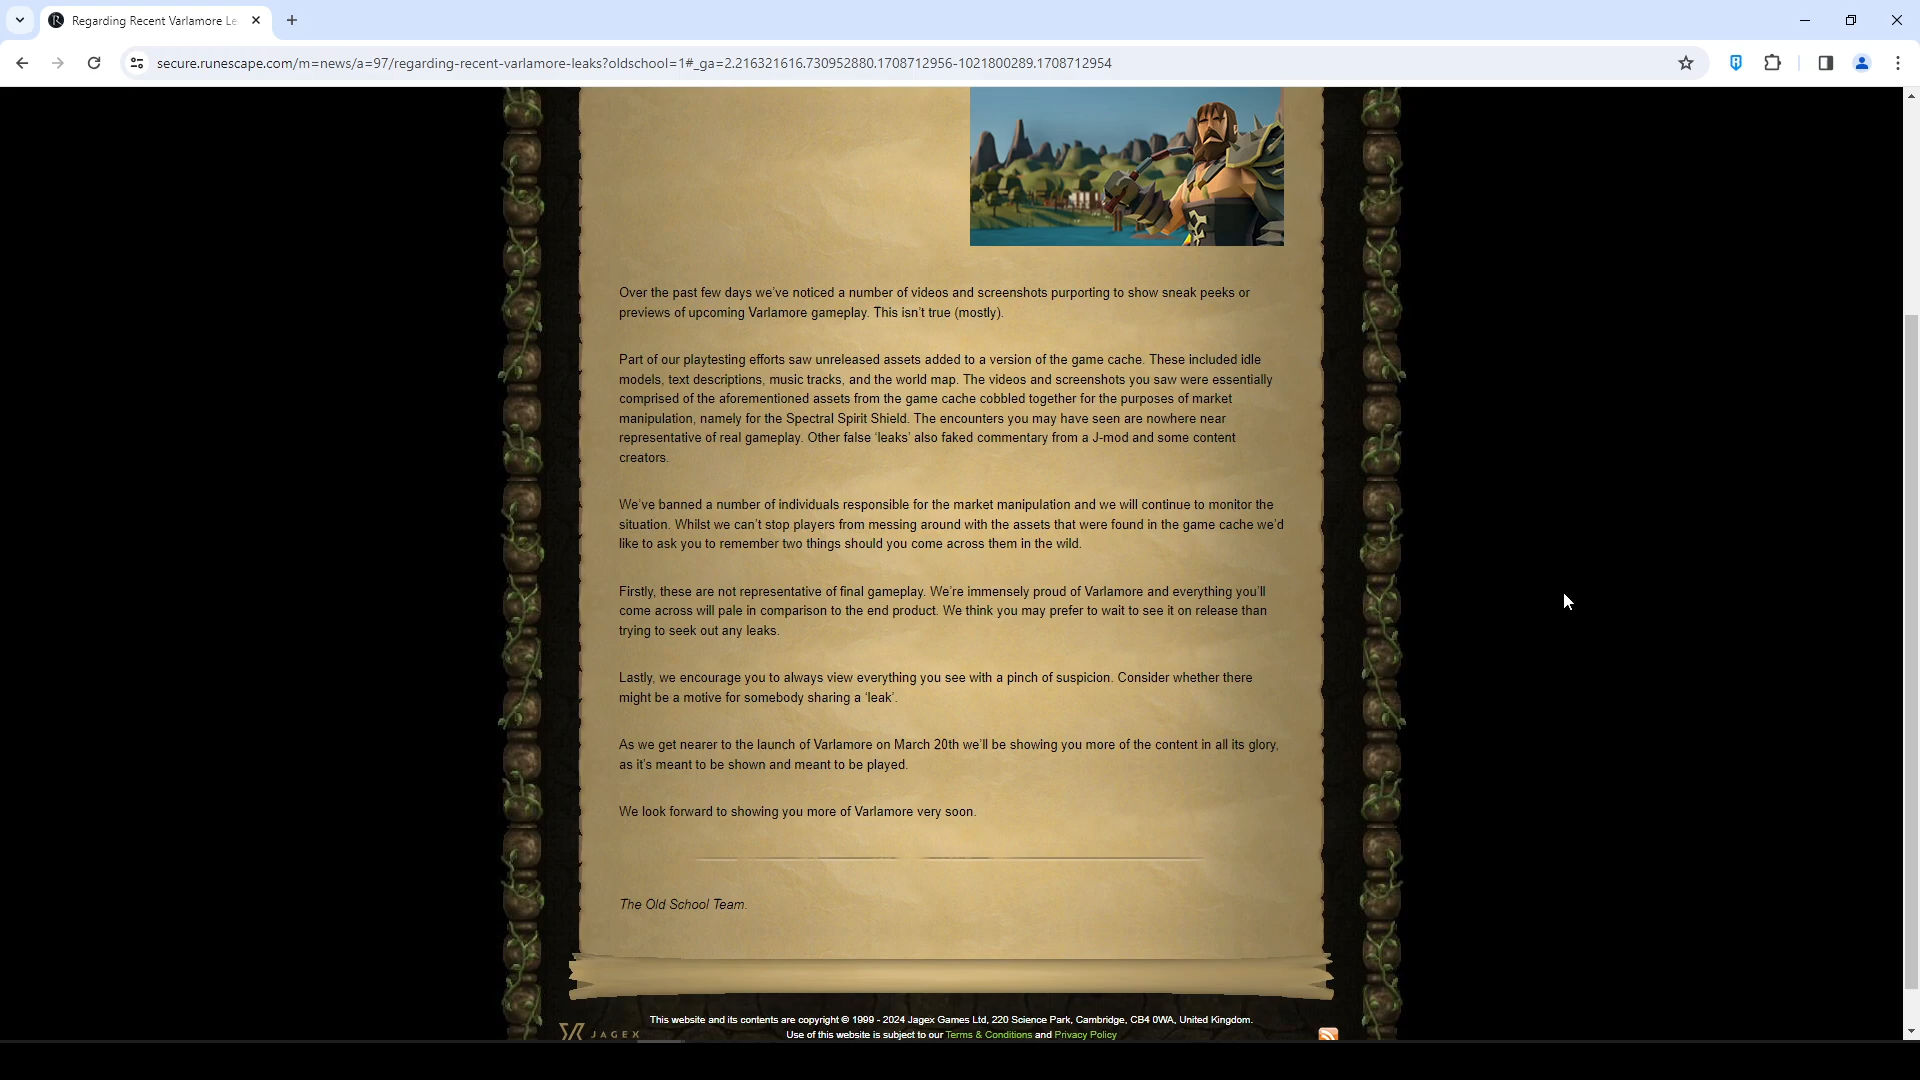 Regarding Recent Varlamore Le
secure.runescape.com/m=news/a=97/regarding-recent-varlamore-leaks?oldschool=1#_ga=2.216321616.730952880.1708712956-1021800289.1708712954
Over the past few days we've noticed a number of videos and screenshots purporting to show sneak peeks or
previews of upcoming Varlamore gameplay. This isn't true (mostly).
Part of our playtesting efforts saw unreleased assets added to a version of the game cache. These included idle
models, text descriptions, music tracks, and the world map. The videos and screenshots you saw were essentially
comprised of the aforementioned assets from the game cache cobbled together for the purposes of market
manipulation, namely for the Spectral Spirit Shield. The encounters you may have seen are nowhere near
representative of real gameplay. Other false 'leaks' also faked commentary from a J-mod and some content
creators.
We've banned a number of individuals responsible for the market manipulation and we will continue to monitor the
situation. Whilst we can't stop players from messing around with the assets that were found in the game cache we'd
like to ask you to remember two things should you come across them in the wild.
Firstly, these are not representative of final gameplay. We're immensely proud of Varlamore and everything you'll
come across will pale in comparison to the end product. We think you may prefer to wait to see it on release than
trying to seek out any leaks.
Lastly, we encourage you to always view everything you see with a pinch of suspicion. Consider whether there
might be a motive for somebody sharing a 'leak'.
As we get nearer to the launch of Varlamore on March 20th we'll be showing you more of the content in all its glory,
as it's meant to be shown and meant to be played.
We look forward to showing you more of Varlamore very soon.
The Old School Team.
This website and its contents are copyright © 1999 - 2024 Jagex Games Ltd, 220 Science Park, Cambridge, CB4 0WA, United Kingdom.
JAGEX
Use of this website is subject to our Terms & Conditions and Privacy Policy